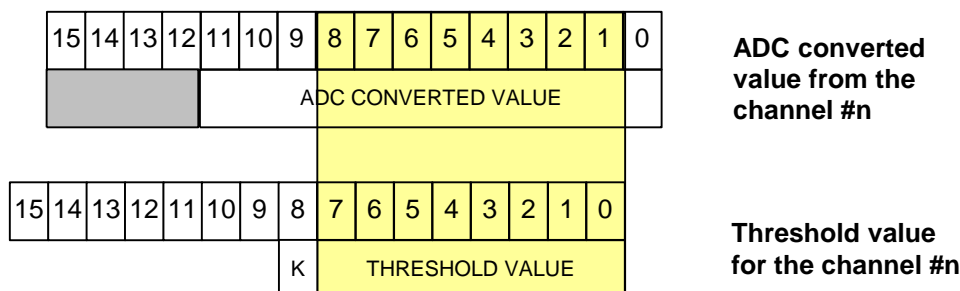 15 14 13 12 11 10 9 8 7 6 5 4 3 2 1 0
ADC CONVERTED VALUE
ADC converted
value from the
channel #n
15 14 13 12 11 10 9 8 7 6 5 4 3 2 1 0
K THRESHOLD VALUE
Threshold value
for the channel #n